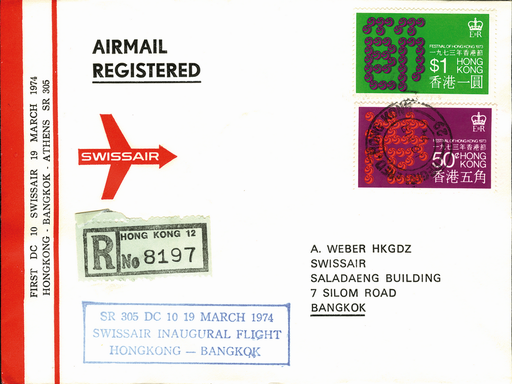 AIRMAIL
REGISTERED
FIRST DC 10 SWISSAIR 19 MARCH 1974
HONGKONG - BANGKOK - ATHENS SR 305
SWISSAIR
FESTIVAL OF HONG KONG 1973
一九七三年香港節
$1 HONG KONG
香港一圓
FESTIVAL OF HONG KONG 1973
一九七三年香港節
50¢ HONG KONG
香港五角
HONG KONG 12
R No 8197
A. WEBER HKGDZ
SWISSAIR
SALADAENG BUILDING
7 SILOM ROAD
BANGKOK
SR 305 DC 10 19 MARCH 1974
SWISSAIR INAUGURAL FLIGHT
HONGKONG — BANGKOK